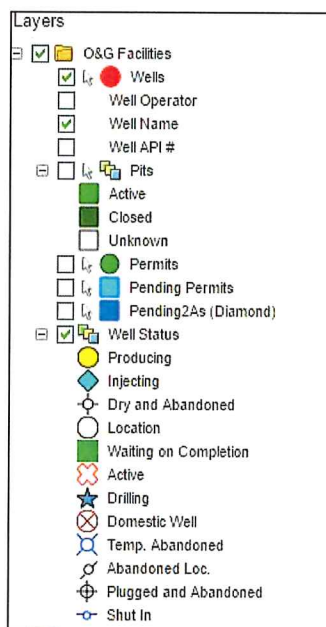 Layers
O&G Facilities
Wells
Well Operator
Well Name
Well API #
Pits
Active
Closed
Unknown
Permits
Pending Permits
Pending2As (Diamond)
Well Status
Producing
Injecting
Dry and Abandoned
Location
Waiting on Completion
Active
Drilling
Domestic Well
Temp. Abandoned
Abandoned Loc.
Plugged and Abandoned
Shut In